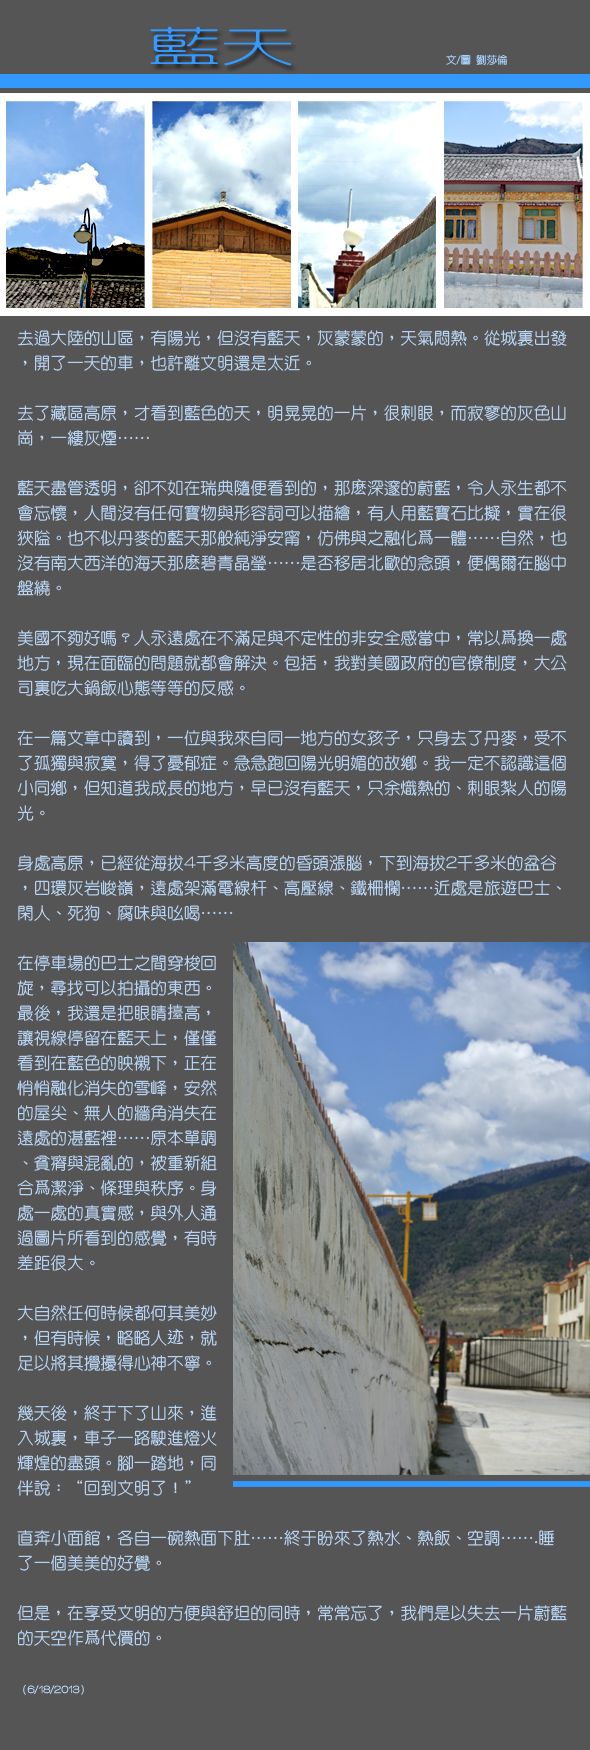 藍天
文/圖 劉莎倫
去過大陸的山區，有陽光，但沒有藍天，灰蒙蒙的，天氣悶熱。從城裏出發
，開了一天的車，也許離文明還是太近。
去了藏區高原，才看到藍色的天，明晃晃的一片，很刺眼，而寂寥的灰色山
崗，一縷灰煙……
藍天盡管透明，卻不如在瑞典隨便看到的，那麽深邃的蔚藍，令人永生都不
會忘懷，人間沒有任何寶物與形容詞可以描繪，有人用藍寶石比擬，實在很
狹隘。也不似丹麥的藍天那般純淨安甯，仿佛與之融化爲一體……自然，也
沒有南大西洋的海天那麽碧青晶瑩……是否移居北歐的念頭，便偶爾在腦中
盤繞。
美國不夠好嗎？人永遠處在不滿足與不定性的非安全感當中，常以爲換一處
地方，現在面臨的問題就都會解決。包括，我對美國政府的官僚制度，大公
司裏吃大鍋飯心態等等的反感。
在一篇文章中讀到，一位與我來自同一地方的女孩子，只身去了丹麥，受不
了孤獨與寂寞，得了憂郁症。急急跑回陽光明媚的故鄉。我一定不認識這個
小同鄉，但知道我成長的地方，早已沒有藍天，只余熾熱的、刺眼紮人的陽
光。
身處高原，已經從海拔4千多米高度的昏頭漲腦，下到海拔2千多米的盆谷
，四環灰岩峻嶺，遠處架滿電線杆、高壓線、鐵柵欄……近處是旅遊巴士、
閑人、死狗、腐味與吆喝……
在停車場的巴士之間穿梭回
旋，尋找可以拍攝的東西。
最後，我還是把眼睛擡高，
讓視線停留在藍天上，僅僅
看到在藍色的映襯下，正在
悄悄融化消失的雪峰，安然
的屋尖、無人的牆角消失在
遠處的湛藍裡……原本單調
、貧瘠與混亂的，被重新組
合爲潔淨、條理與秩序。身
處一處的真實感，與外人通
過圖片所看到的感覺，有時
差距很大。
大自然任何時候都何其美妙
，但有時候，略略人迹，就
足以將其攪擾得心神不寧。
幾天後，終于下了山來，進
入城裏，車子一路駛進燈火
輝煌的盡頭。腳一踏地，同
伴說：“回到文明了！”
直奔小面館，各自一碗熱面下肚……終于盼來了熱水、熱飯、空調…….睡
了一個美美的好覺。
但是，在享受文明的方便與舒坦的同時，常常忘了，我們是以失去一片蔚藍
的天空作爲代價的。
（6/18/2013）